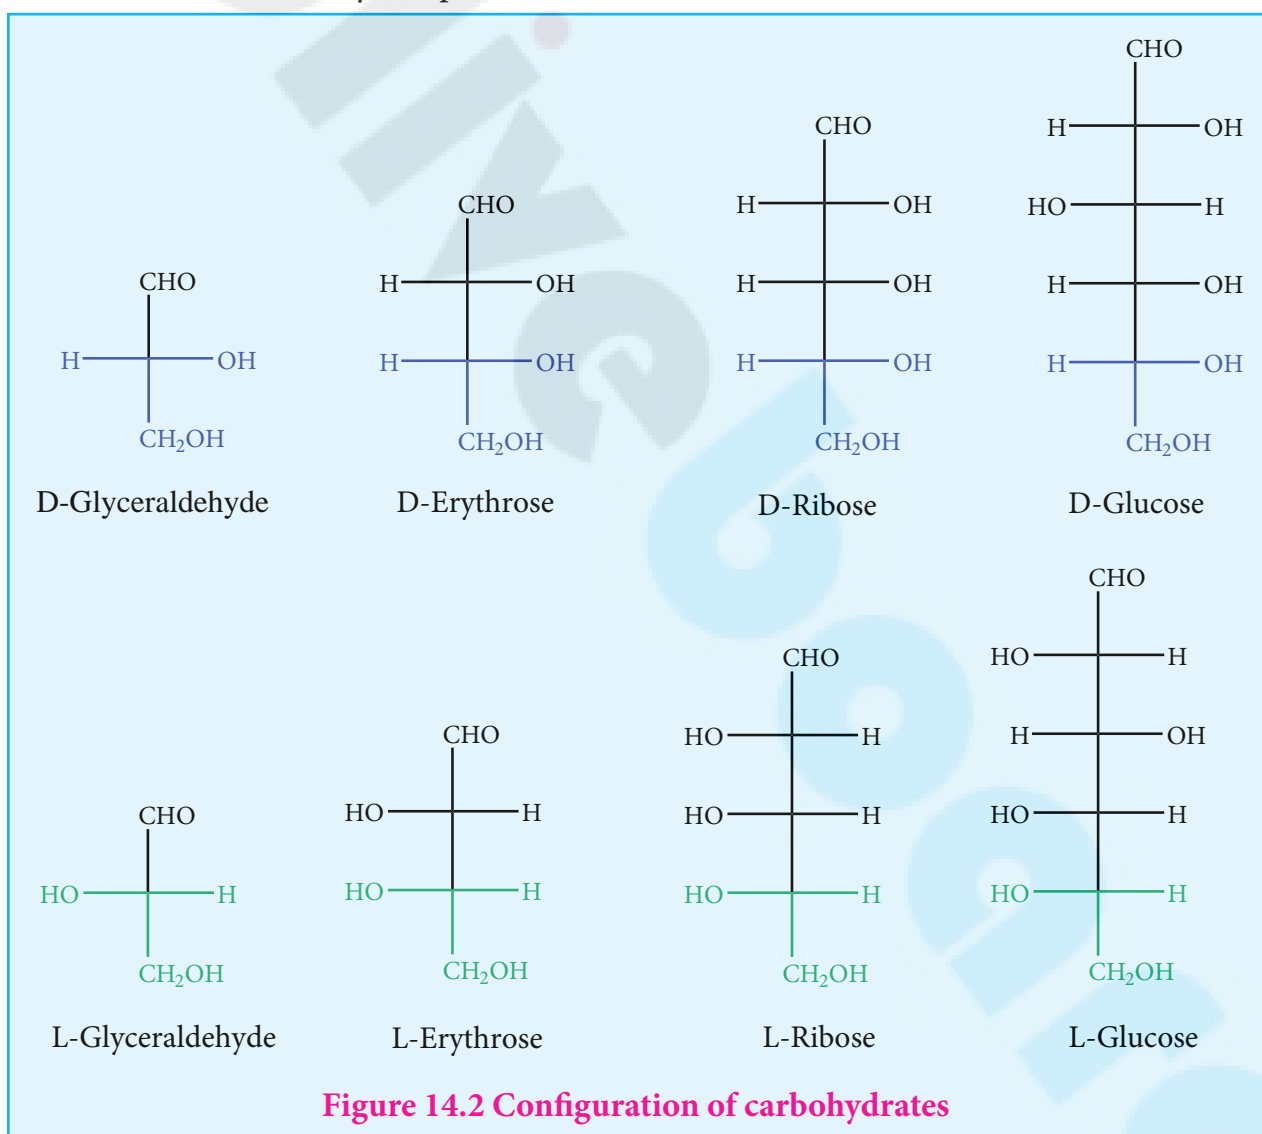 CHO
H OH
CHO
H OH
HO H
CHO
H OH
H OH
H OH
CHO
H OH
H OH
H OH
H OH
CH₂OH
CH₂OH
CH₂OH
CH₂OH
D-Glyceraldehyde
D-Erythrose
D-Ribose
D-Glucose
CHO
HO H
CHO
HO H
H OH
CHO
HO H
HO H
HO H
CHO
HO H
HO H
HO H
HO H
CH₂OH
CH₂OH
CH₂OH
CH₂OH
L-Glyceraldehyde
L-Erythrose
L-Ribose
L-Glucose
Figure 14.2 Configuration of carbohydrates